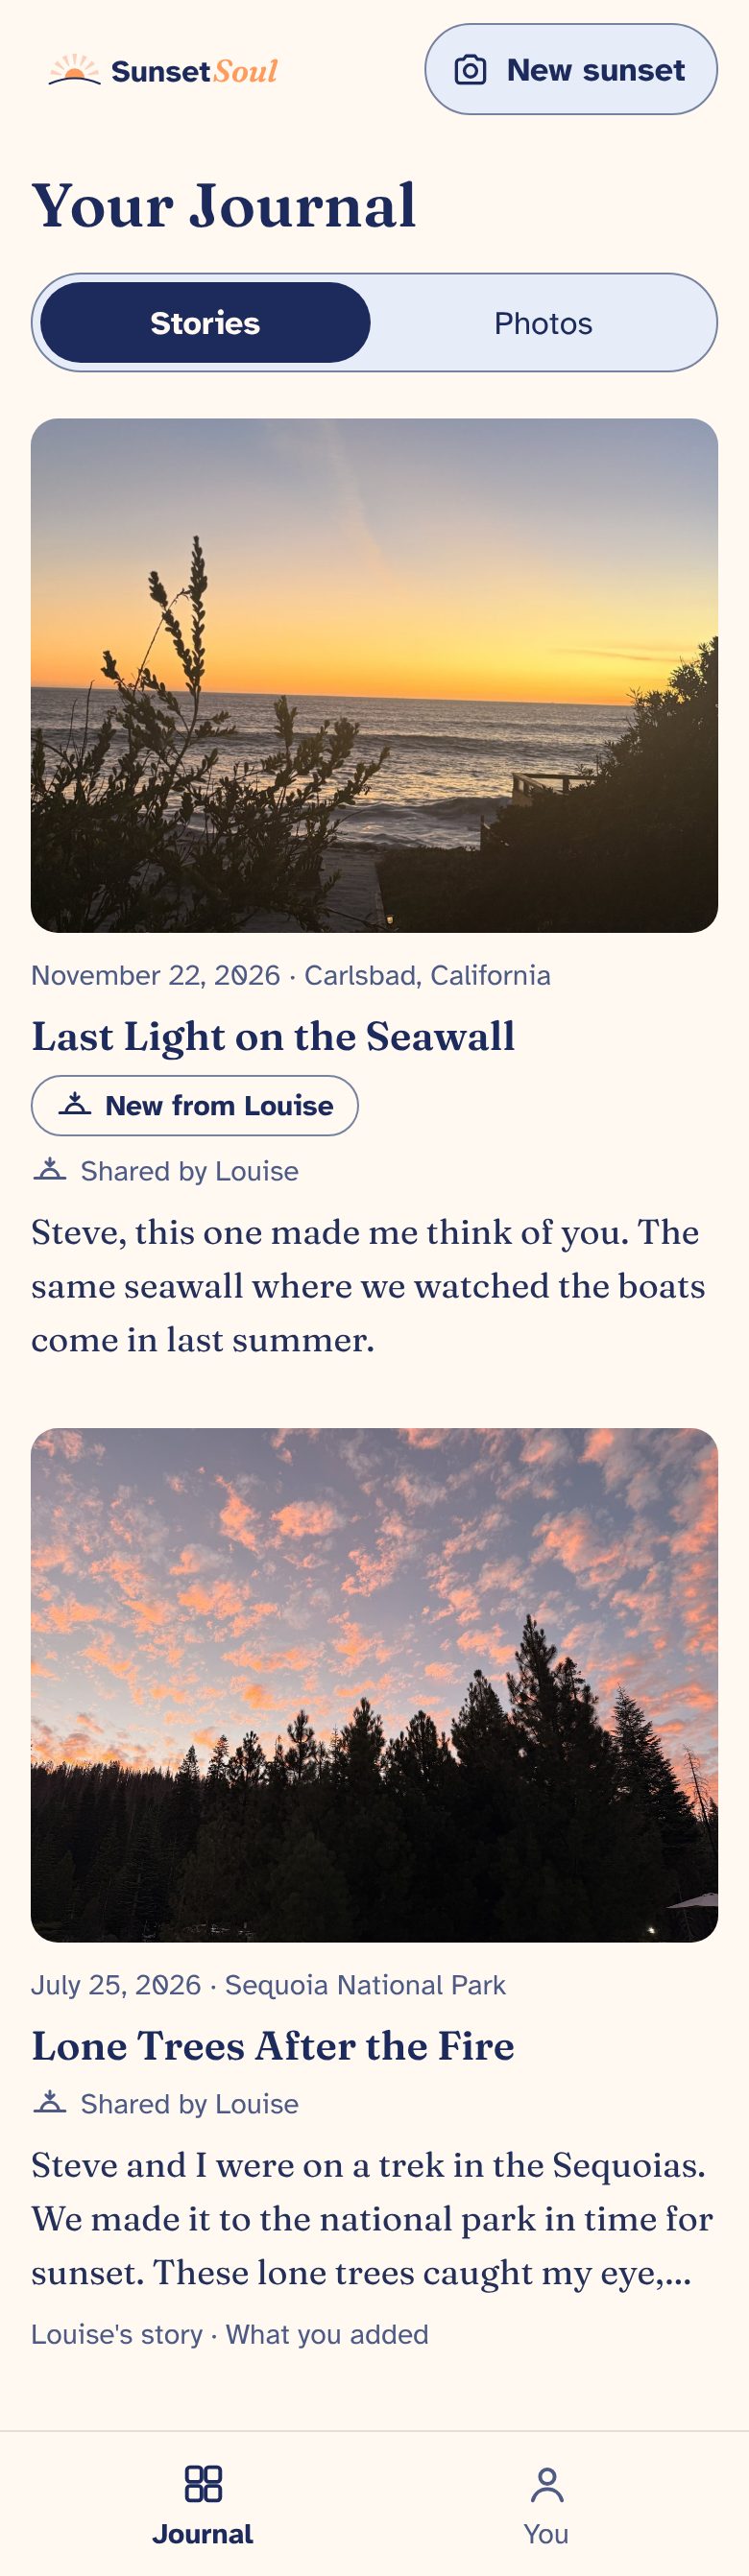 SunsetSoul
New sunset
Your Journal
Stories
Photos
November 22, 2026 · Carlsbad, California
Last Light on the Seawall
New from Louise
Shared by Louise
Steve, this one made me think of you. The
same seawall where we watched the boats
come in last summer.
July 25, 2026 · Sequoia National Park
Lone Trees After the Fire
Shared by Louise
Steve and I were on a trek in the Sequoias.
We made it to the national park in time for
sunset. These lone trees caught my eye,...
Louise's story · What you added
Journal
You